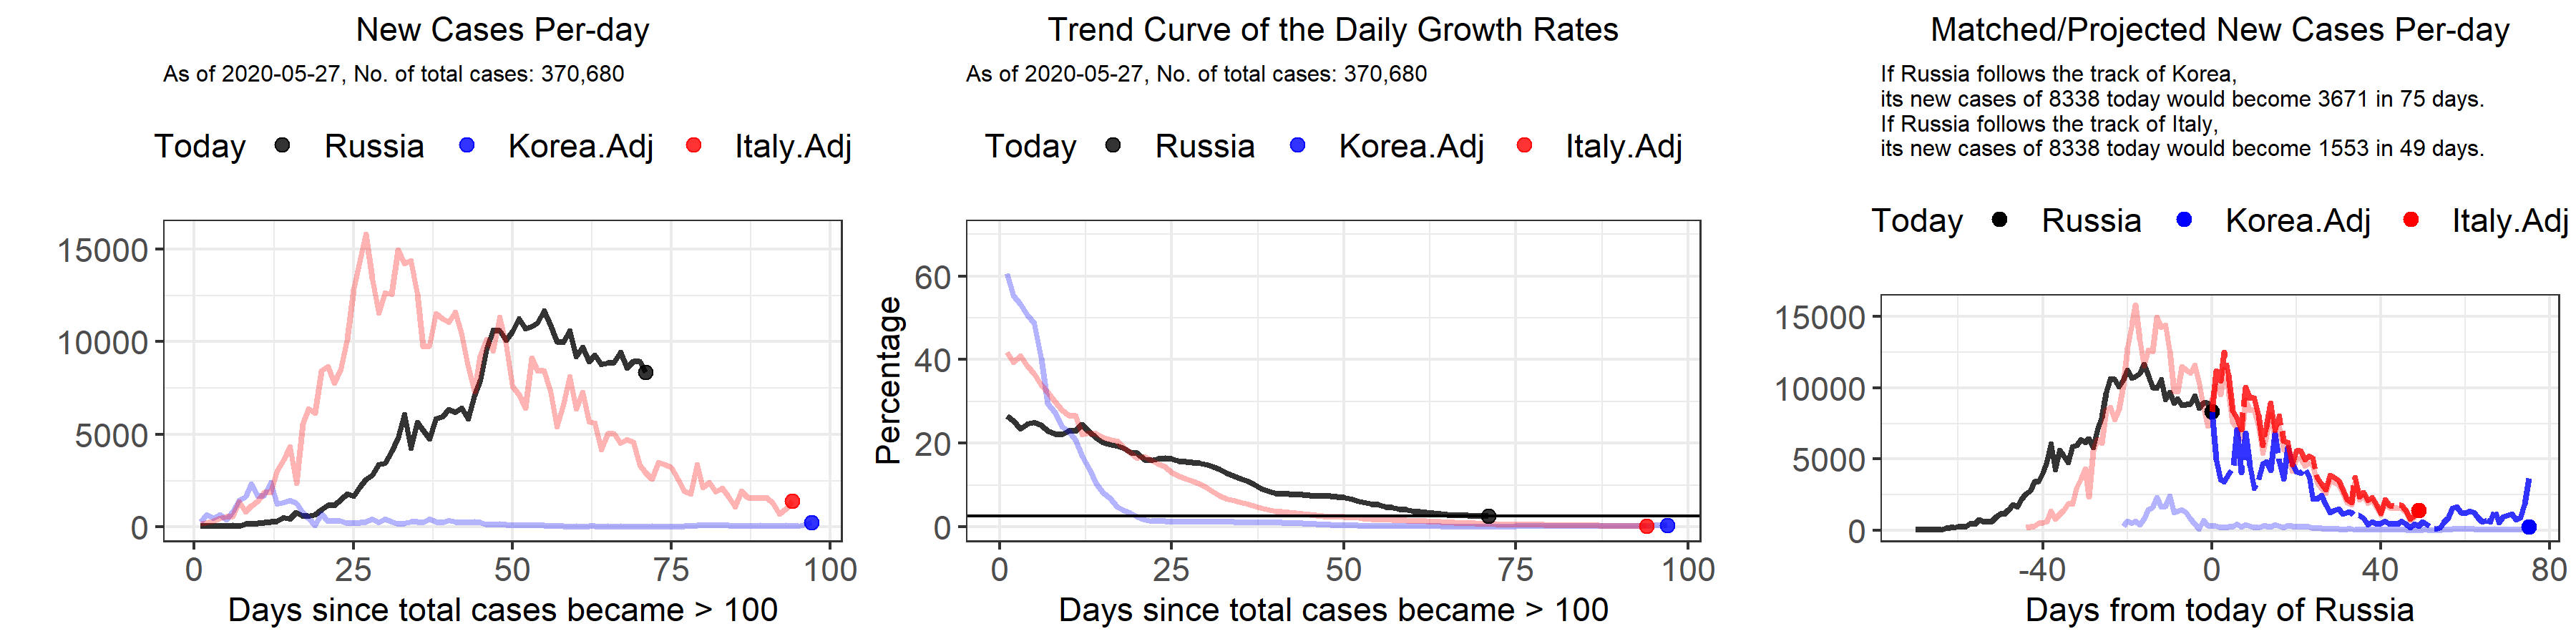 New Cases Per-day
As of 2020-05-27, No. of total cases: 370,680
Today Russia Korea.Adj Italy.Adj
15000
10000
5000
0
0 25 50 75 100
Days since total cases became > 100
Trend Curve of the Daily Growth Rates
As of 2020-05-27, No. of total cases: 370,680
Today Russia Korea.Adj Italy.Adj
Percentage
60
40
20
0
0 25 50 75 100
Days since total cases became > 100
Matched/Projected New Cases Per-day
If Russia follows the track of Korea,
its new cases of 8338 today would become 3671 in 75 days.
If Russia follows the track of Italy,
its new cases of 8338 today would become 1553 in 49 days.
Today Russia Korea.Adj Italy.Adj
15000
10000
5000
0
-40 0 40 80
Days from today of Russia